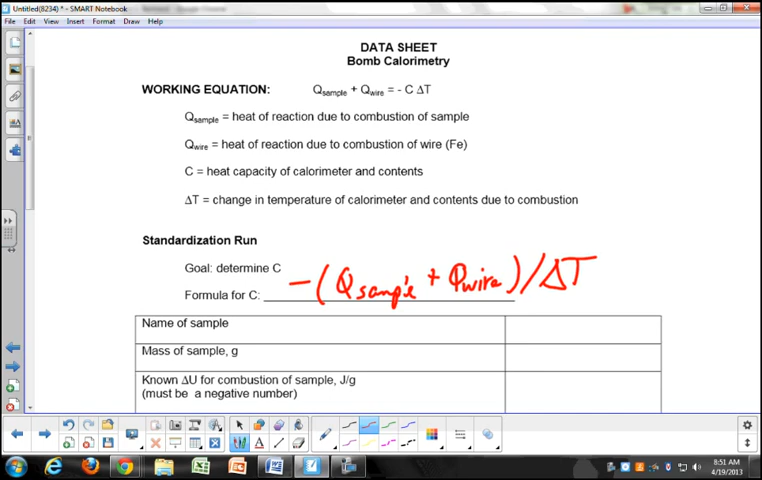 Untitled(8234) * - SMART Notebook
File Edit View Insert Format Draw Help
DATA SHEET
Bomb Calorimetry
WORKING EQUATION: Qsample + Qwire = - C ΔT
Qsample = heat of reaction due to combustion of sample
Qwire = heat of reaction due to combustion of wire (Fe)
C = heat capacity of calorimeter and contents
ΔT = change in temperature of calorimeter and contents due to combustion
Standardization Run
Goal: determine C
Formula for C: -(Qsample + Qwire)/ΔT
Name of sample
Mass of sample, g
Known ΔU for combustion of sample, J/g
(must be a negative number)
8:51 AM
4/19/2013